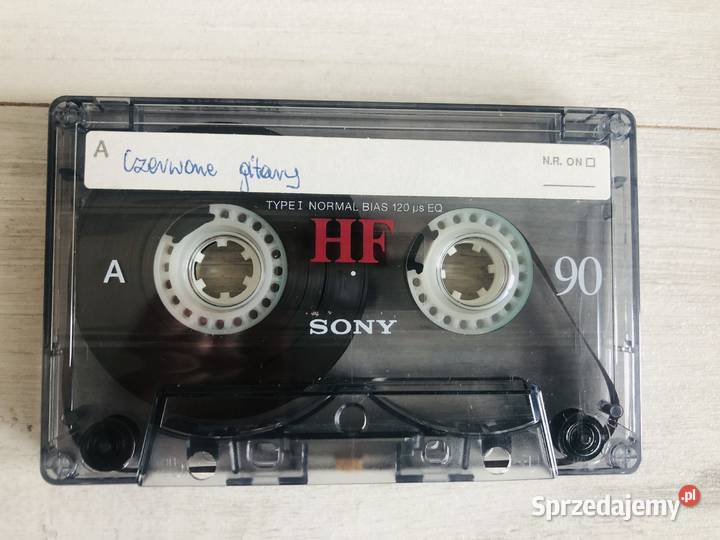 A Czerwone gitary N.R. ON
TYPE I NORMAL BIAS 120 µs EQ
HF
A 90
SONY
Sprzedajemy.pl